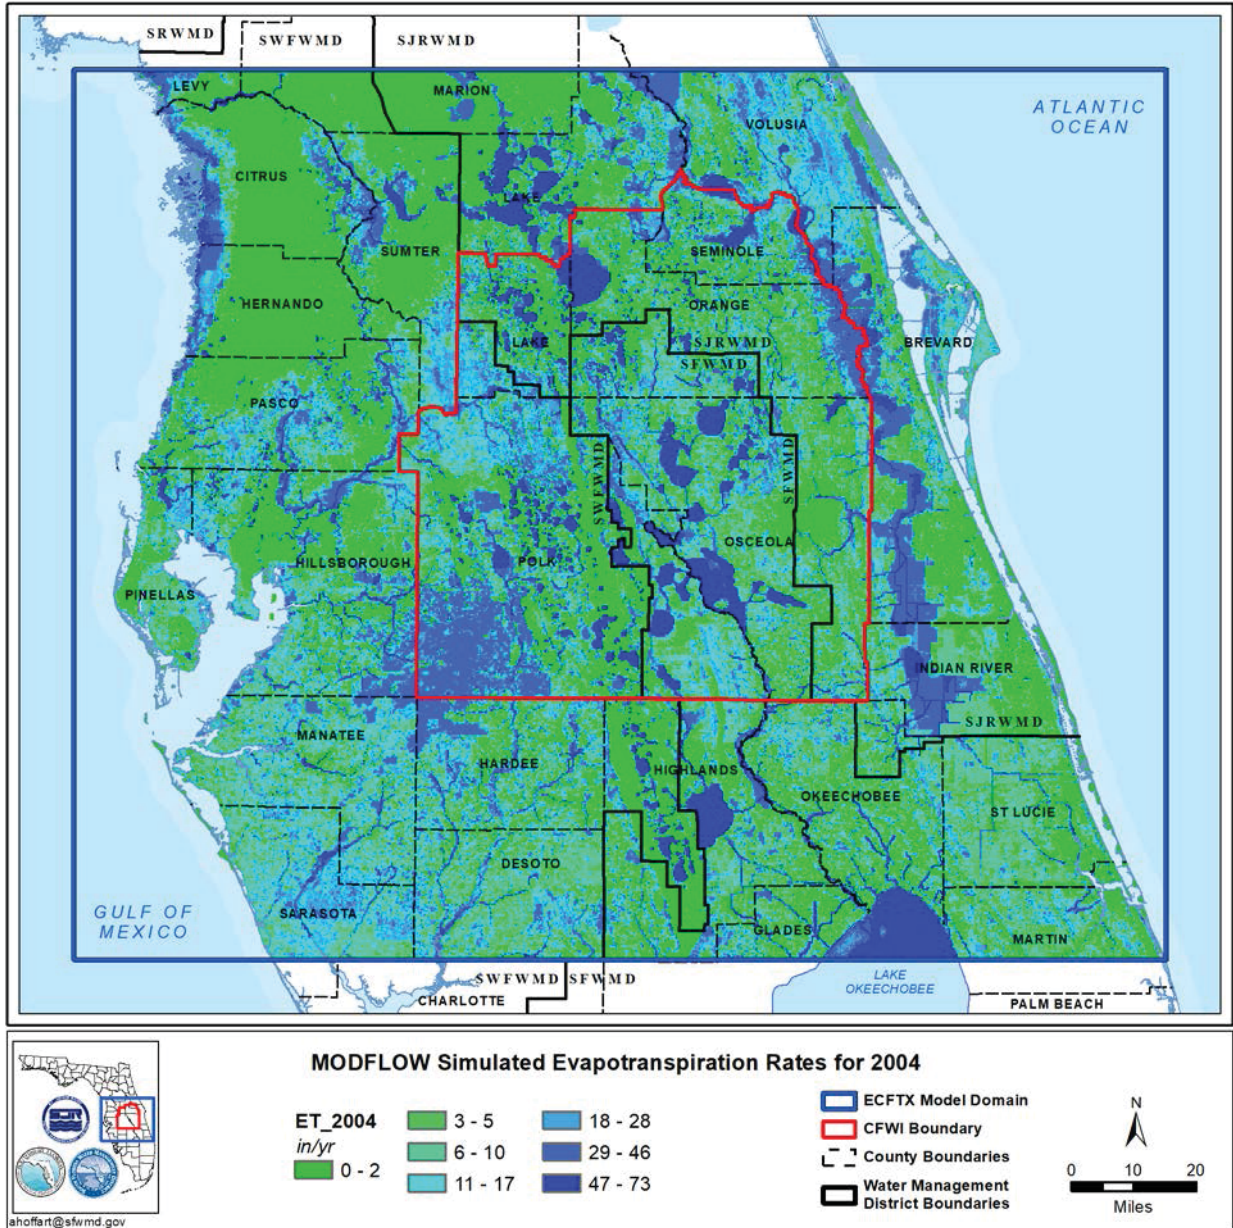 SRWMD
SWFWMD
SJRWMD
LEVY
MARION
VOLUSIA
ATLANTIC
OCEAN
CITRUS
LAKE
SUMTER
SEMINOLE
HERNANDO
ORANGE
LAKE
SJRWMD
SFWMD
BREVARD
PASCO
SWFWMD
SFWMD
OSCEOLA
HILLSBOROUGH
POLK
PINELLAS
INDIAN RIVER
SJRWMD
MANATEE
HARDEE
HIGHLANDS
OKEECHOBEE
ST LUCIE
DESOTO
SARASOTA
GULF OF
MEXICO
GLADES
MARTIN
SWFWMD
SFWMD
CHARLOTTE
LAKE
OKEECHOBEE
PALM BEACH
MODFLOW Simulated Evapotranspiration Rates for 2004
ET_2004
in/yr
0 - 2
3 - 5
6 - 10
11 - 17
18 - 28
29 - 46
47 - 73
ECFTX Model Domain
CFWI Boundary
County Boundaries
Water Management
District Boundaries
N
0 10 20
Miles
SJR
ahoffart@sfwmd.gov